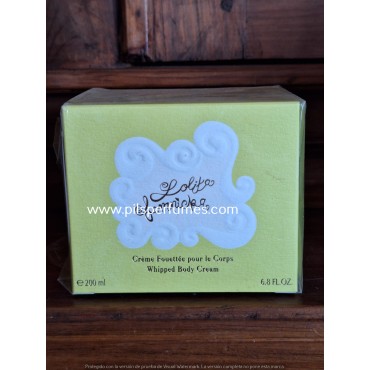 Lolita
Lempicka
www.pilsperfumes.com
Crème Fouettée pour le Corps
Whipped Body Cream
℮ 200 ml
6.8 FL.OZ